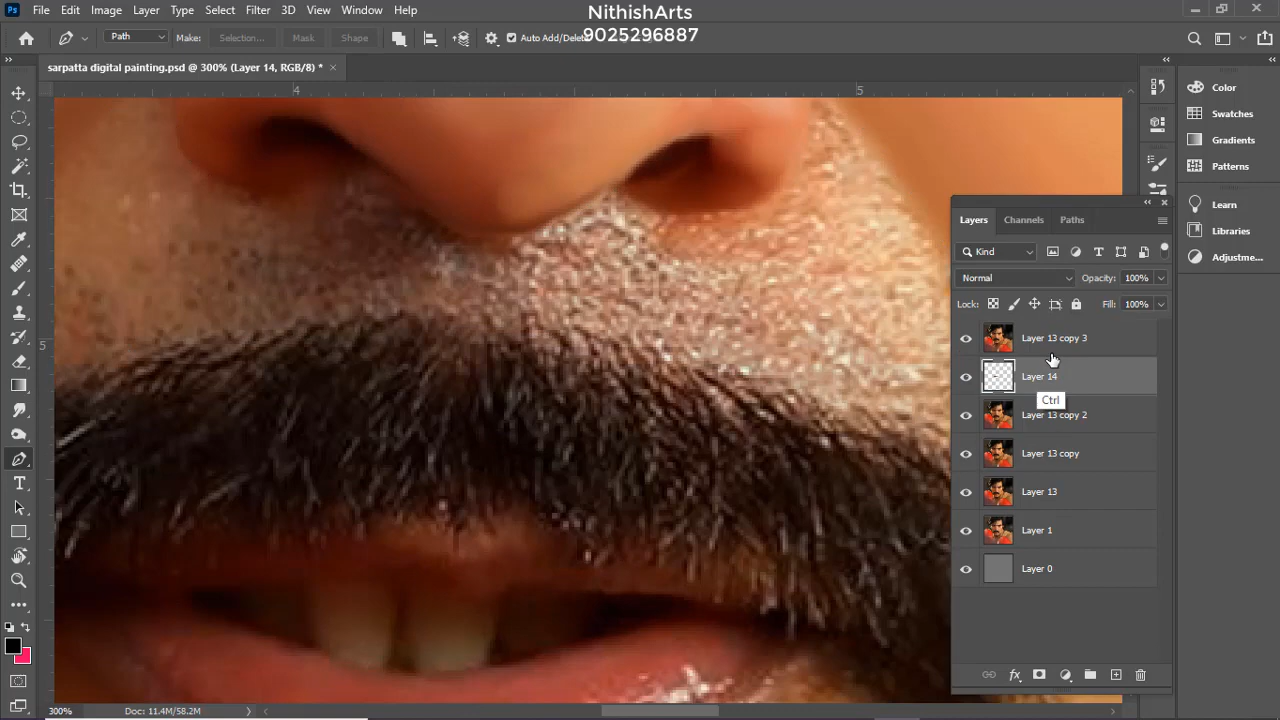 File Edit Image Layer Type Select Filter 3D View Window Help
NithishArts
9025296887
Path Make: Selection... Mask Shape Auto Add/Delete
sarpatta digital painting.psd @ 300% (Layer 14, RGB/8) *
4 5
5
Color
Swatches
Gradients
Patterns
Learn
Libraries
Adjustme...
Layers Channels Paths
Kind
Normal Opacity: 100%
Lock: Fill: 100%
Layer 13 copy 3
Layer 14
Ctrl
Layer 13 copy 2
Layer 13 copy
Layer 13
Layer 1
Layer 0
fx
300% Doc: 11.4M/58.2M